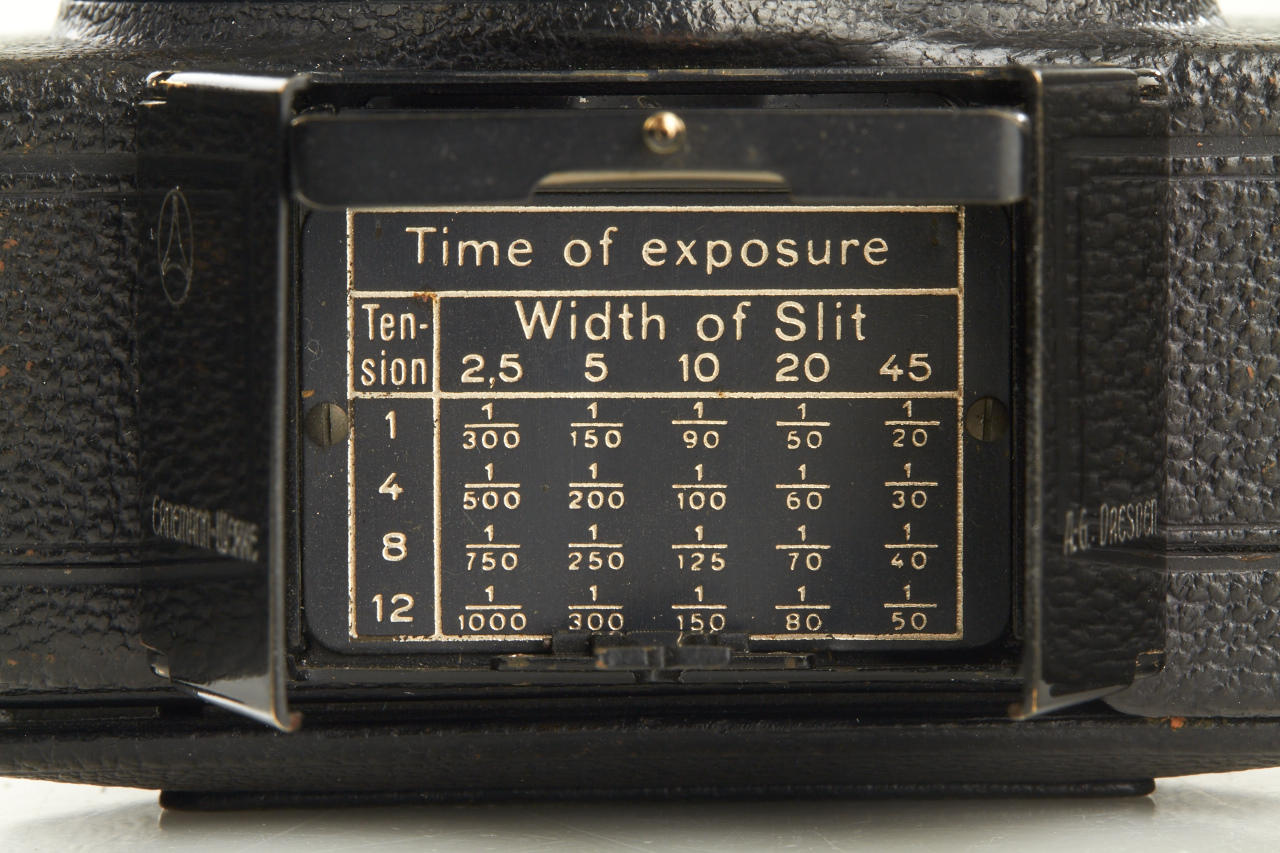 Time of exposure
Ten-
sion
Width of Slit
2,5 5 10 20 45
1 1/300 1/150 1/90 1/50 1/20
4 1/500 1/200 1/100 1/60 1/30
8 1/750 1/250 1/125 1/70 1/40
12 1/1000 1/300 1/150 1/80 1/50
ERNEMANN-WERKE
A.G.-DRESDEN